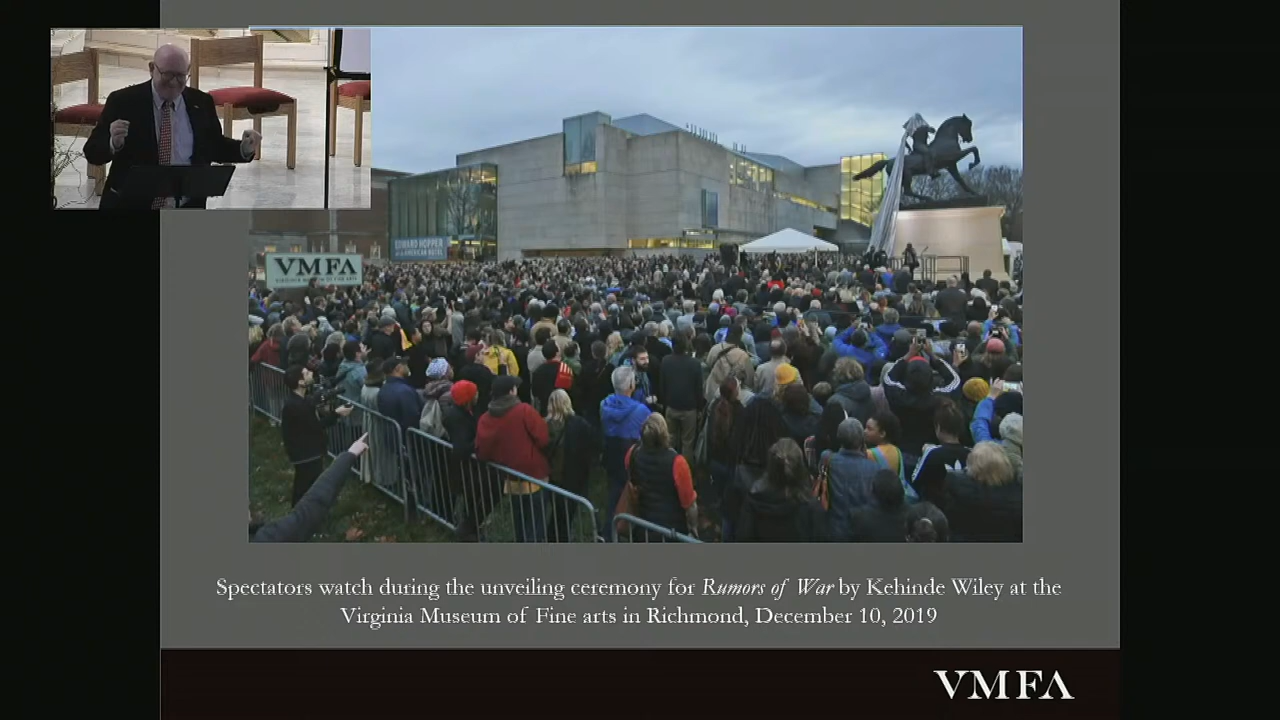 EDWARD HOPPER
VMFA
Spectators watch during the unveiling ceremony for Rumors of War by Kehinde Wiley at the
Virginia Museum of Fine arts in Richmond, December 10, 2019
VMFA